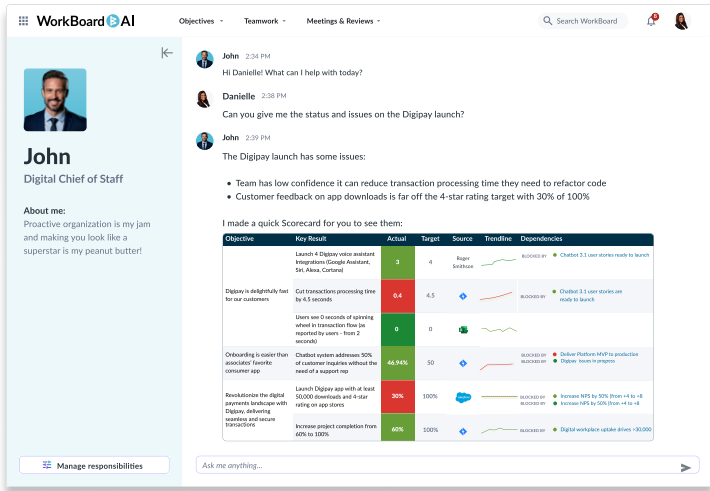 WorkBoard AI
Objectives Teamwork Meetings & Reviews
Search WorkBoard
8
John
Digital Chief of Staff
About me:
Proactive organization is my jam
and making you look like a
superstar is my peanut butter!
Manage responsibilities
John 2:34 PM
Hi Danielle! What can I help with today?
Danielle 2:38 PM
Can you give me the status and issues on the Digipay launch?
John 2:39 PM
The Digipay launch has some issues:
• Team has low confidence it can reduce transaction processing time they need to refactor code
• Customer feedback on app downloads is far off the 4-star rating target with 30% of 100%
I made a quick Scorecard for you to see them:
Objective Key Result Actual Target Source Trendline Dependencies
Digipay is delightfully fast
for our customers
Launch 4 Digipay voice assistant
Integrations (Google Assistant,
Siri, Alexa, Cortana)
3
4
Roger
Smithson
BLOCKED BY Chatbot 3.1 user stories ready to launch
Cut transactions processing time
by 4.5 seconds
0.4
4.5
BLOCKED BY Chatbot 3.1 user stories are
ready to launch
Users see 0 seconds of spinning
wheel in transaction flow (as
reported by users - from 2
seconds)
0
0
Onboarding is easier than
associates' favorite
consumer app
Chatbot system addresses 50%
of customer inquiries without the
need of a support rep
46.94%
50
BLOCKED BY Deliver Platform MVP to production
BLOCKED BY Digipay issues in progress
Revolutionize the digital
payments landscape with
Digipay, delivering
seamless and secure
transactions
Launch Digipay app with at least
50,000 downloads and 4-star
rating on app stores
30%
100%
salesforce
BLOCKED BY Increase NPS by 50% (from +4 to +8
BLOCKED BY Increase NPS by 50% (from +4 to +8
Increase project completion from
60% to 100%
60%
100%
BLOCKED BY Digital workplace uptake drives >30,000
Ask me anything...